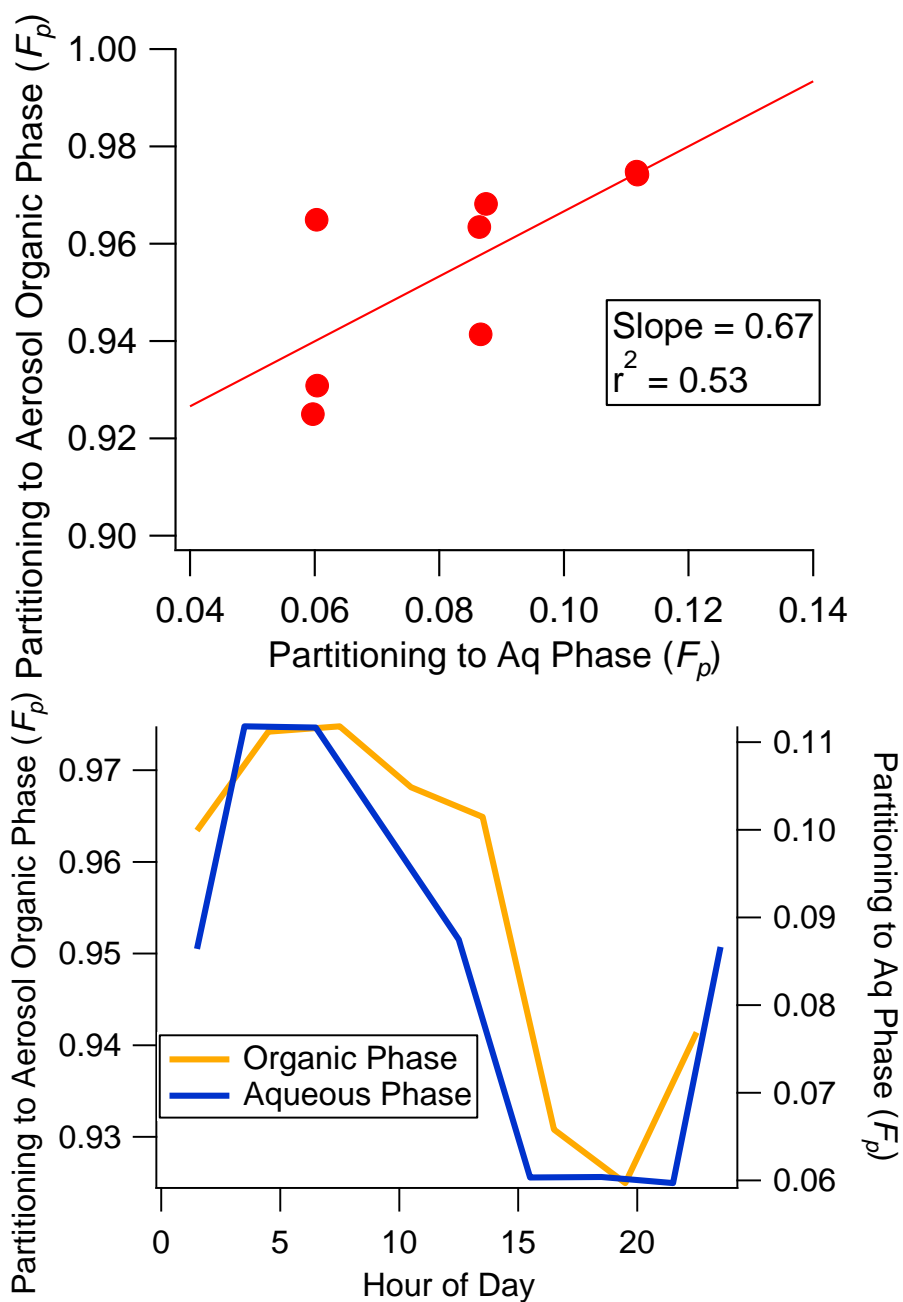 Partitioning to Aerosol Organic Phase (Fp)
1.00
0.98
0.96
0.94
0.92
0.90
Slope = 0.67
r2 = 0.53
0.04 0.06 0.08 0.10 0.12 0.14
Partitioning to Aq Phase (Fp)
Partitioning to Aerosol Organic Phase (Fp)
0.97
0.96
0.95
0.94
0.93
Organic Phase
Aqueous Phase
0.11
0.10
0.09
0.08
0.07
0.06
Partitioning to Aq Phase (Fp)
0 5 10 15 20
Hour of Day